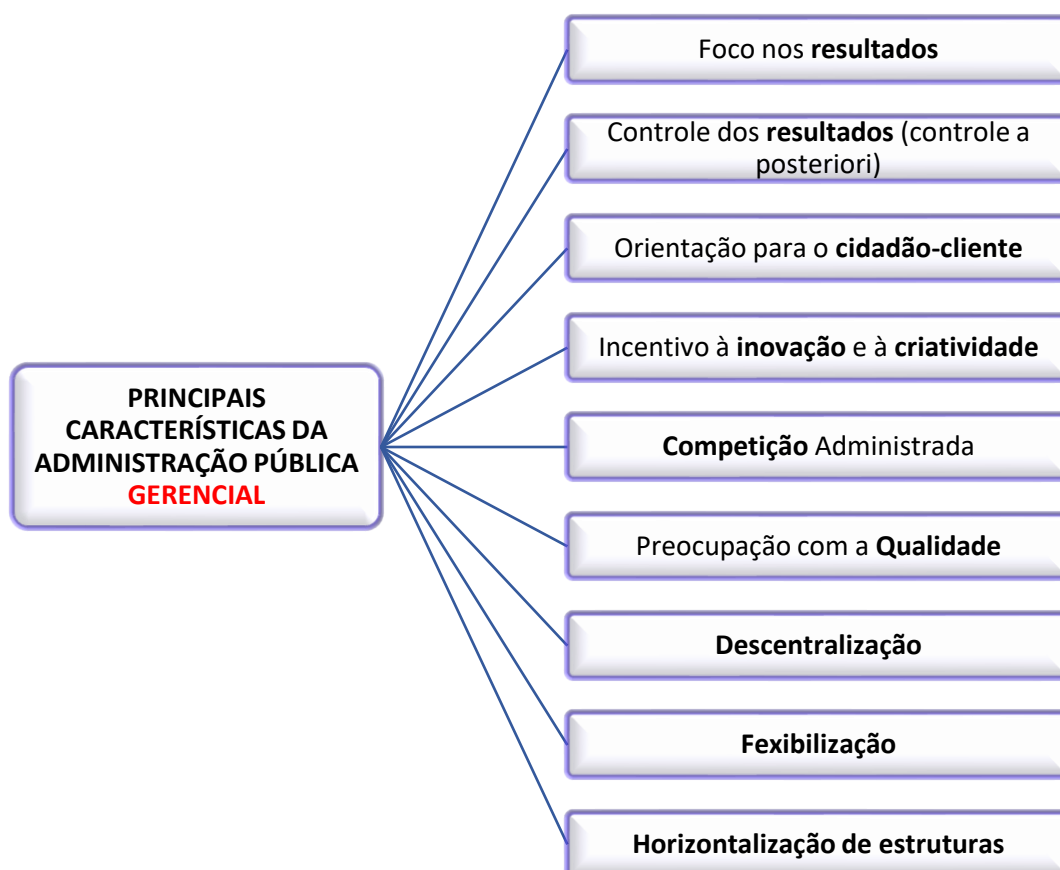 PRINCIPAIS
CARACTERÍSTICAS DA
ADMINISTRAÇÃO PÚBLICA
GERENCIAL
Foco nos resultados
Controle dos resultados (controle a
posteriori)
Orientação para o cidadão-cliente
Incentivo à inovação e à criatividade
Competição Administrada
Preocupação com a Qualidade
Descentralização
Fexibilização
Horizontalização de estruturas